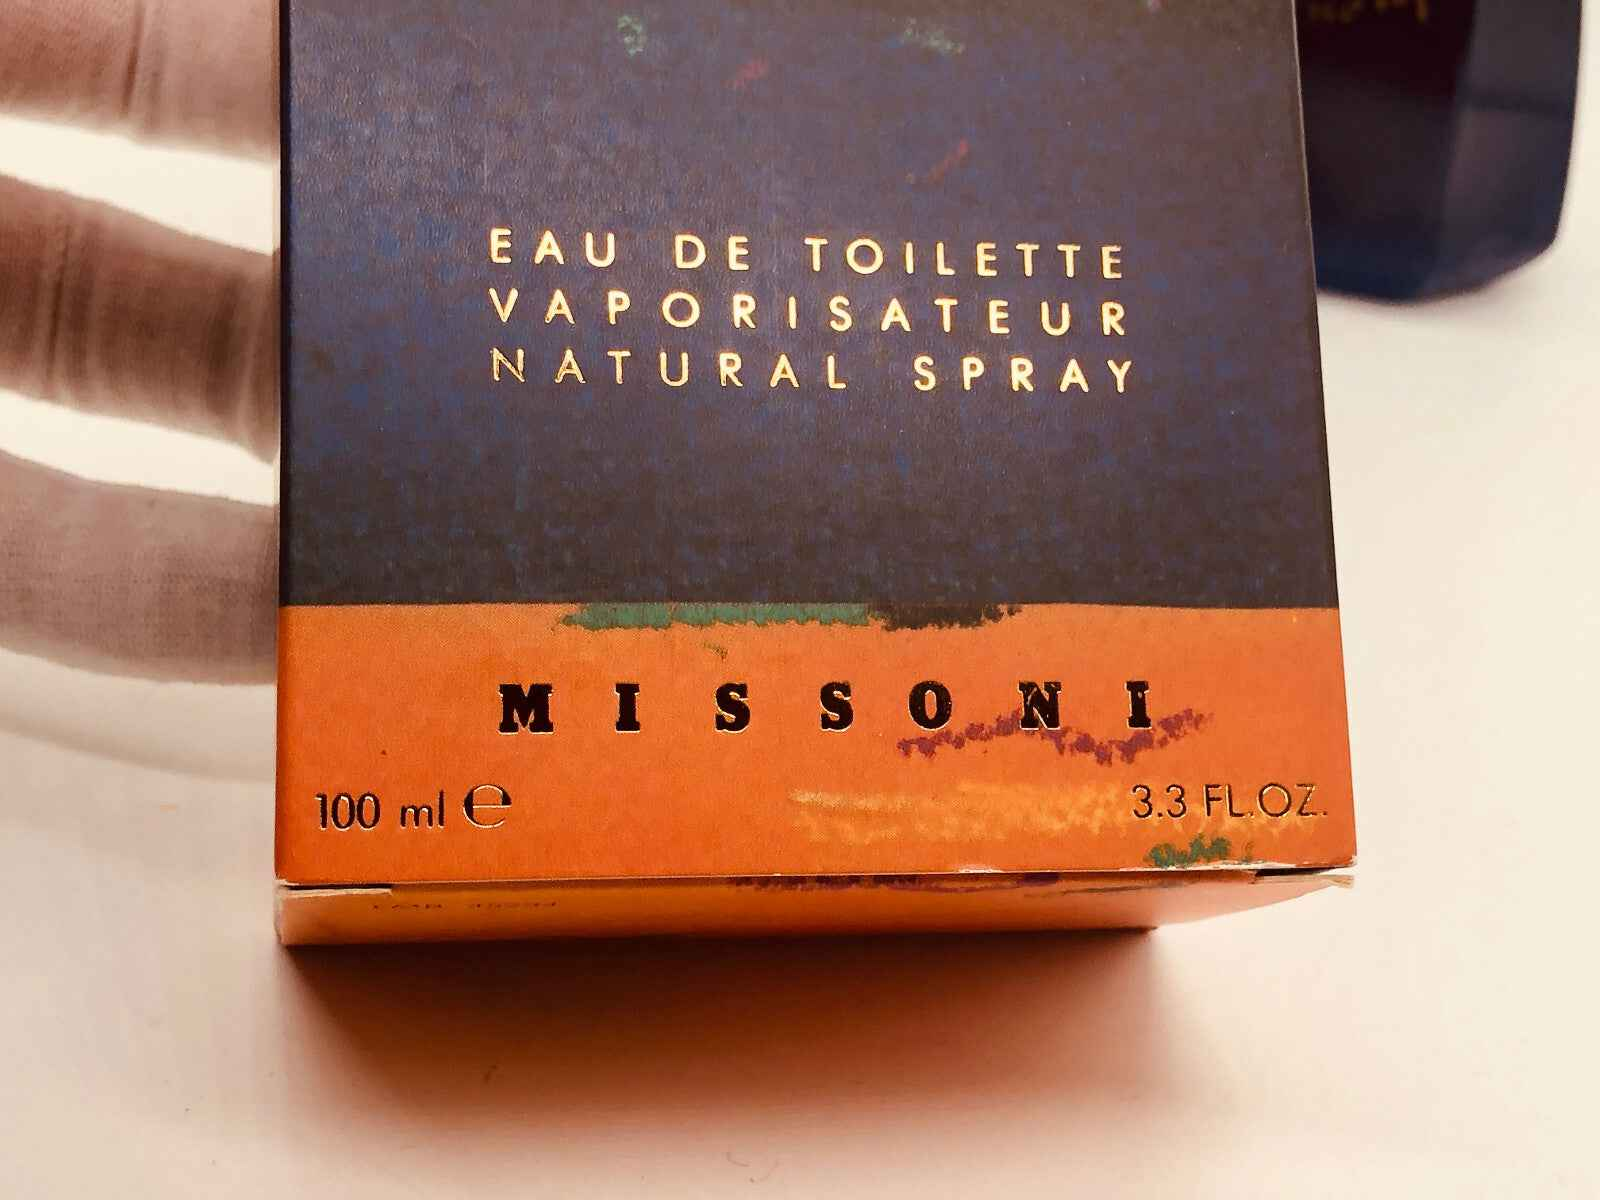 EAU DE TOILETTE
VAPORISATEUR
NATURAL SPRAY
MISSONI
100 ml ℮
3.3 FL.OZ.